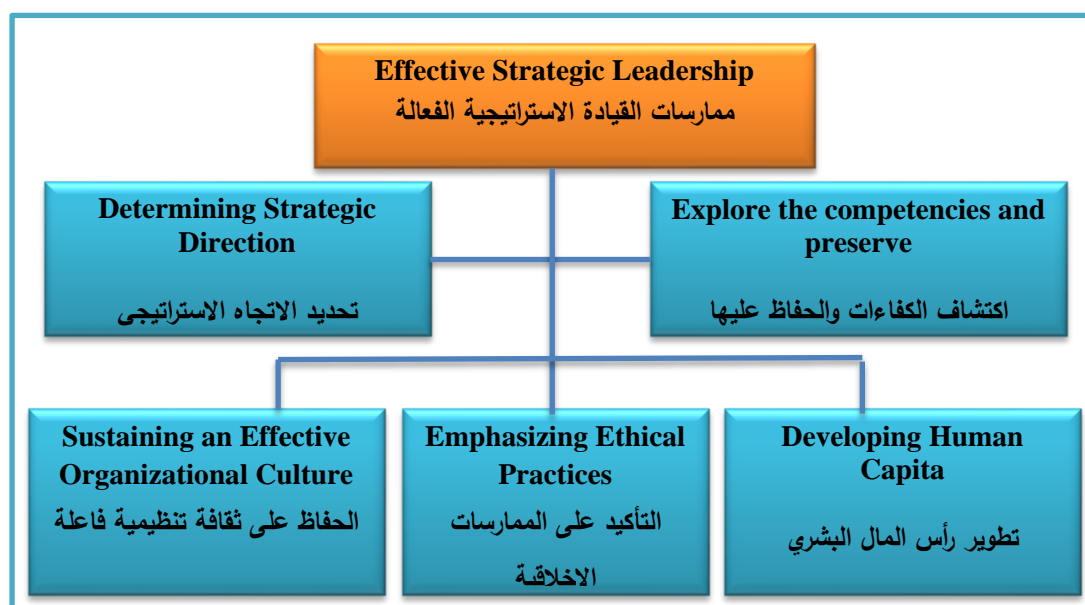 Effective Strategic Leadership
ممارسات القيادة الاستراتيجية الفعالة
Determining Strategic
Direction
تحديد الاتجاه الاستراتيجى
Explore the competencies and
preserve
اكتشاف الكفاءات والحفاظ عليها
Sustaining an Effective
Organizational Culture
الحفاظ على ثقافة تنظيمية فاعلة
Emphasizing Ethical
Practices
التأكيد على الممارسات
الاخلاقية
Developing Human
Capita
تطوير رأس المال البشري